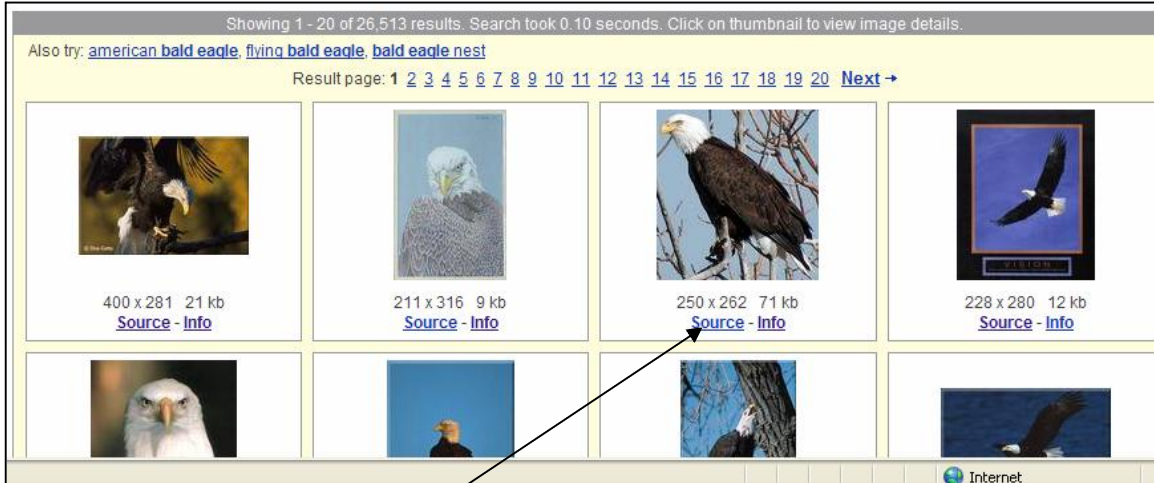 Showing 1 - 20 of 26,513 results. Search took 0.10 seconds. Click on thumbnail to view image details.
Also try: american bald eagle, flying bald eagle, bald eagle nest
Result page: 1 2 3 4 5 6 7 8 9 10 11 12 13 14 15 16 17 18 19 20 Next →
VISION
400 x 281 21 kb
Source - Info
211 x 316 9 kb
Source - Info
250 x 262 71 kb
Source - Info
228 x 280 12 kb
Source - Info
Internet